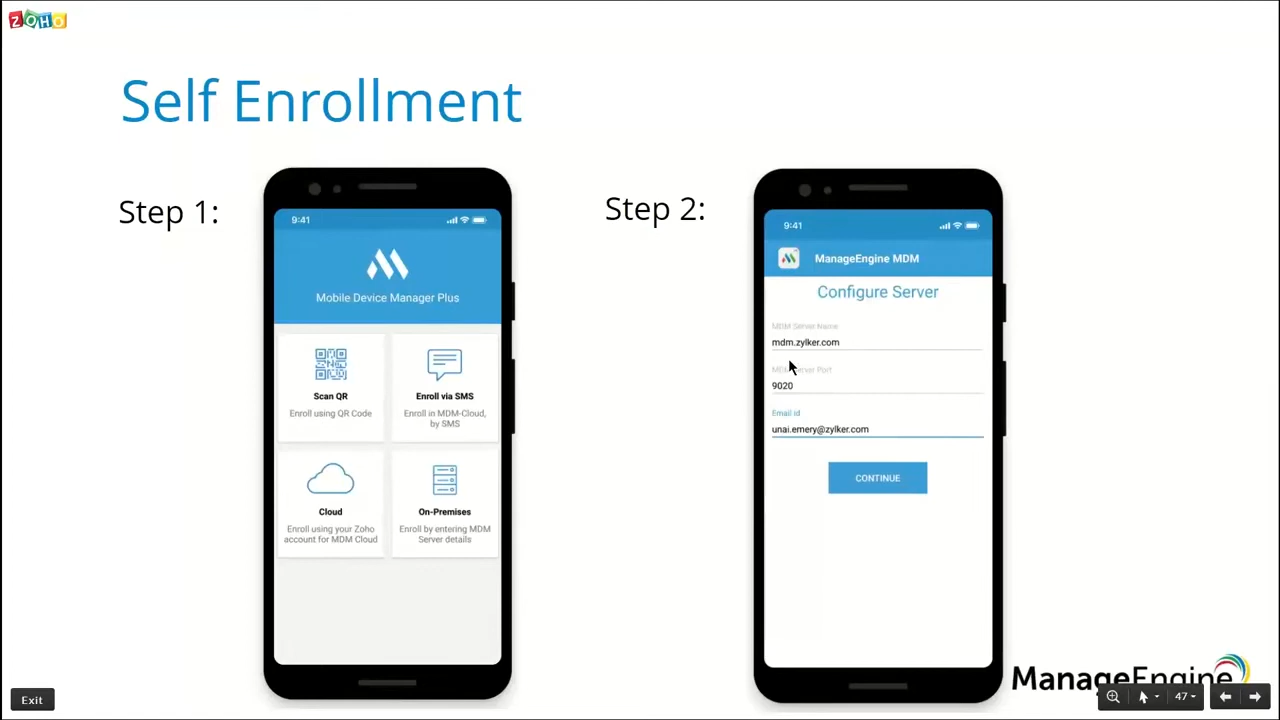 ZOHO
Self Enrollment
Step 1:
9:41
Mobile Device Manager Plus
Scan QR
Enroll using QR Code
Enroll via SMS
Enroll in MDM-Cloud,
by SMS
Cloud
Enroll using your Zoho
account for MDM Cloud
On-Premises
Enroll by entering MDM
Server details
Step 2:
9:41
ManageEngine MDM
Configure Server
MDM Server Name
mdm.zylker.com
MDM Server Port
9020
Email id
unai.emery@zylker.com
CONTINUE
ManageEngine
Exit
47